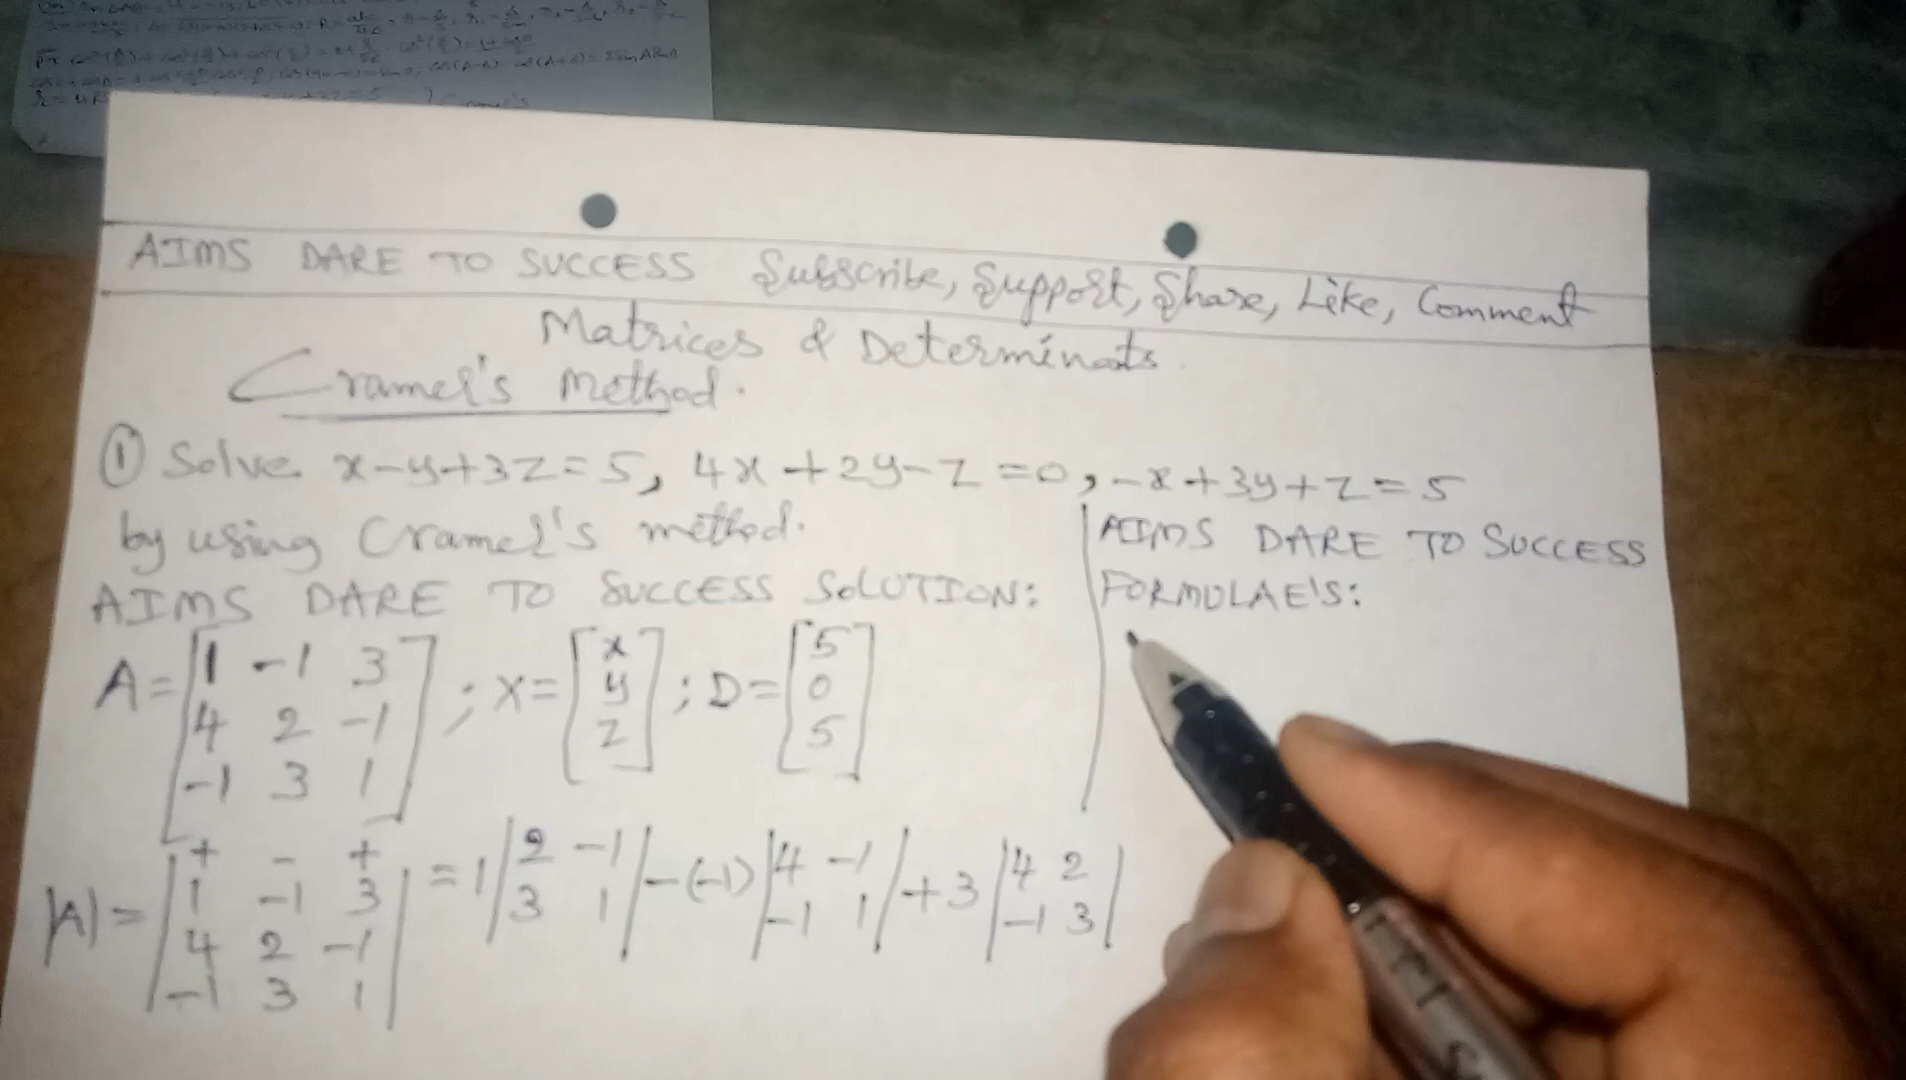 AIMS DARE TO SUCCESS Subscribe, Support, Share, Like, Comment
Matrices & Determinats.
Cramer's Method.
① Solve x-y+3z=5, 4x+2y-z=0, -x+3y+z=5
by using Cramer's method.
AIMS DARE TO SUCCESS SOLUTION:
AIMS DARE TO SUCCESS
FORMULAE'S:
A = [1 -1 3; X = [x ; D = [5
4 2 -1 y 0
-1 3 1] z] 5]
+ - +
|A| = |1 -1 3 = 1 |2 -1 -(-1) |4 -1 +3 |4 2
4 2 -1 3 1| -1 1| -1 3|
-1 3 1|